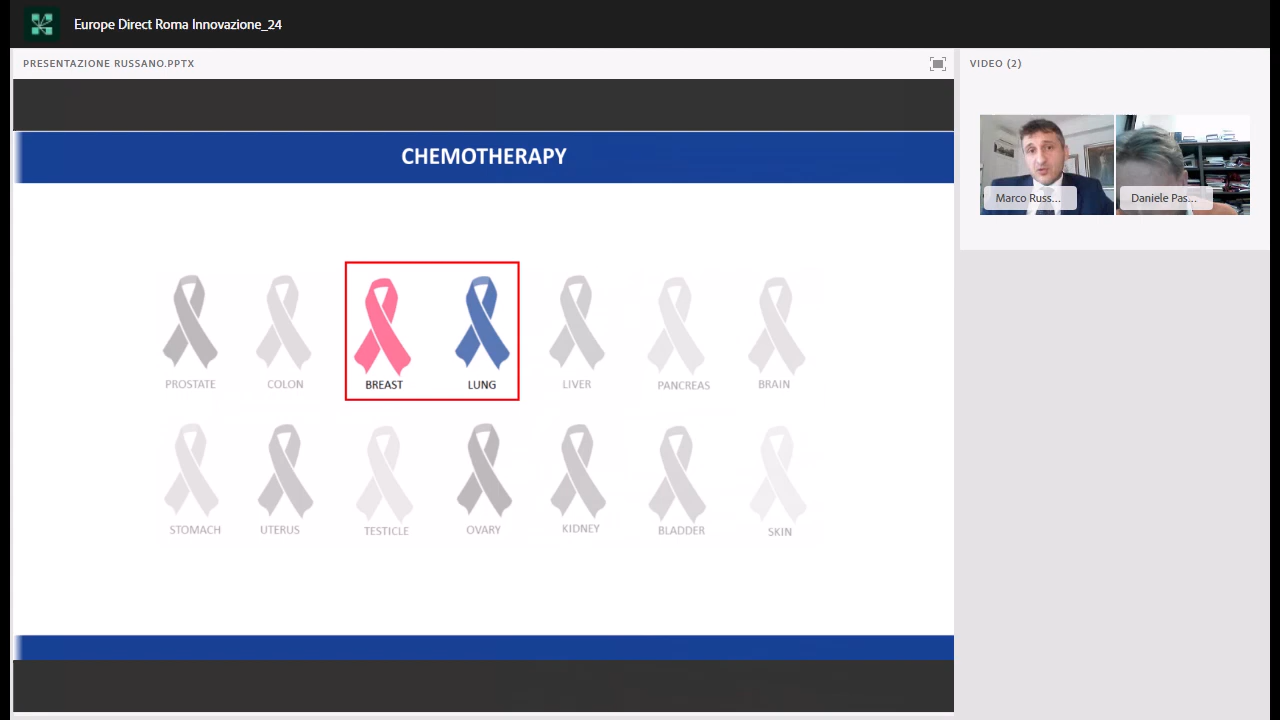 Europe Direct Roma Innovazione_24
PRESENTAZIONE RUSSANO.PPTX
VIDEO (2)
CHEMOTHERAPY
Marco Russ...
Daniele Pas...
PROSTATE
COLON
BREAST
LUNG
LIVER
PANCREAS
BRAIN
STOMACH
UTERUS
TESTICLE
OVARY
KIDNEY
BLADDER
SKIN